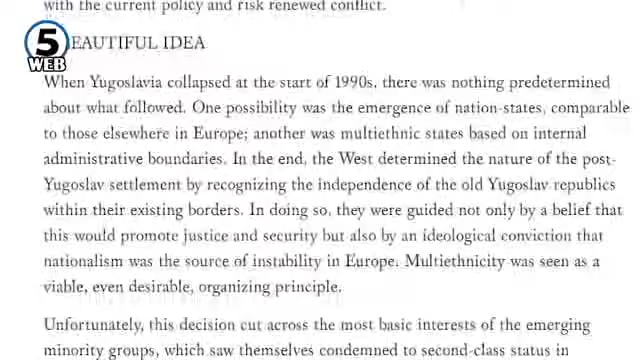 with the current policy and risk renewed conflict.
5
WEB
EAUTIFUL IDEA
When Yugoslavia collapsed at the start of 1990s, there was nothing predetermined
about what followed. One possibility was the emergence of nation-states, comparable
to those elsewhere in Europe; another was multiethnic states based on internal
administrative boundaries. In the end, the West determined the nature of the post-
Yugoslav settlement by recognizing the independence of the old Yugoslav republics
within their existing borders. In doing so, they were guided not only by a belief that
this would promote justice and security but also by an ideological conviction that
nationalism was the source of instability in Europe. Multiethnicity was seen as a
viable, even desirable, organizing principle.
Unfortunately, this decision cut across the most basic interests of the emerging
minority groups, which saw themselves condemned to second-class status in